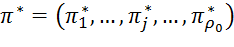 π* = (π₁*, …, πⱼ*, …, π*ρ₀)